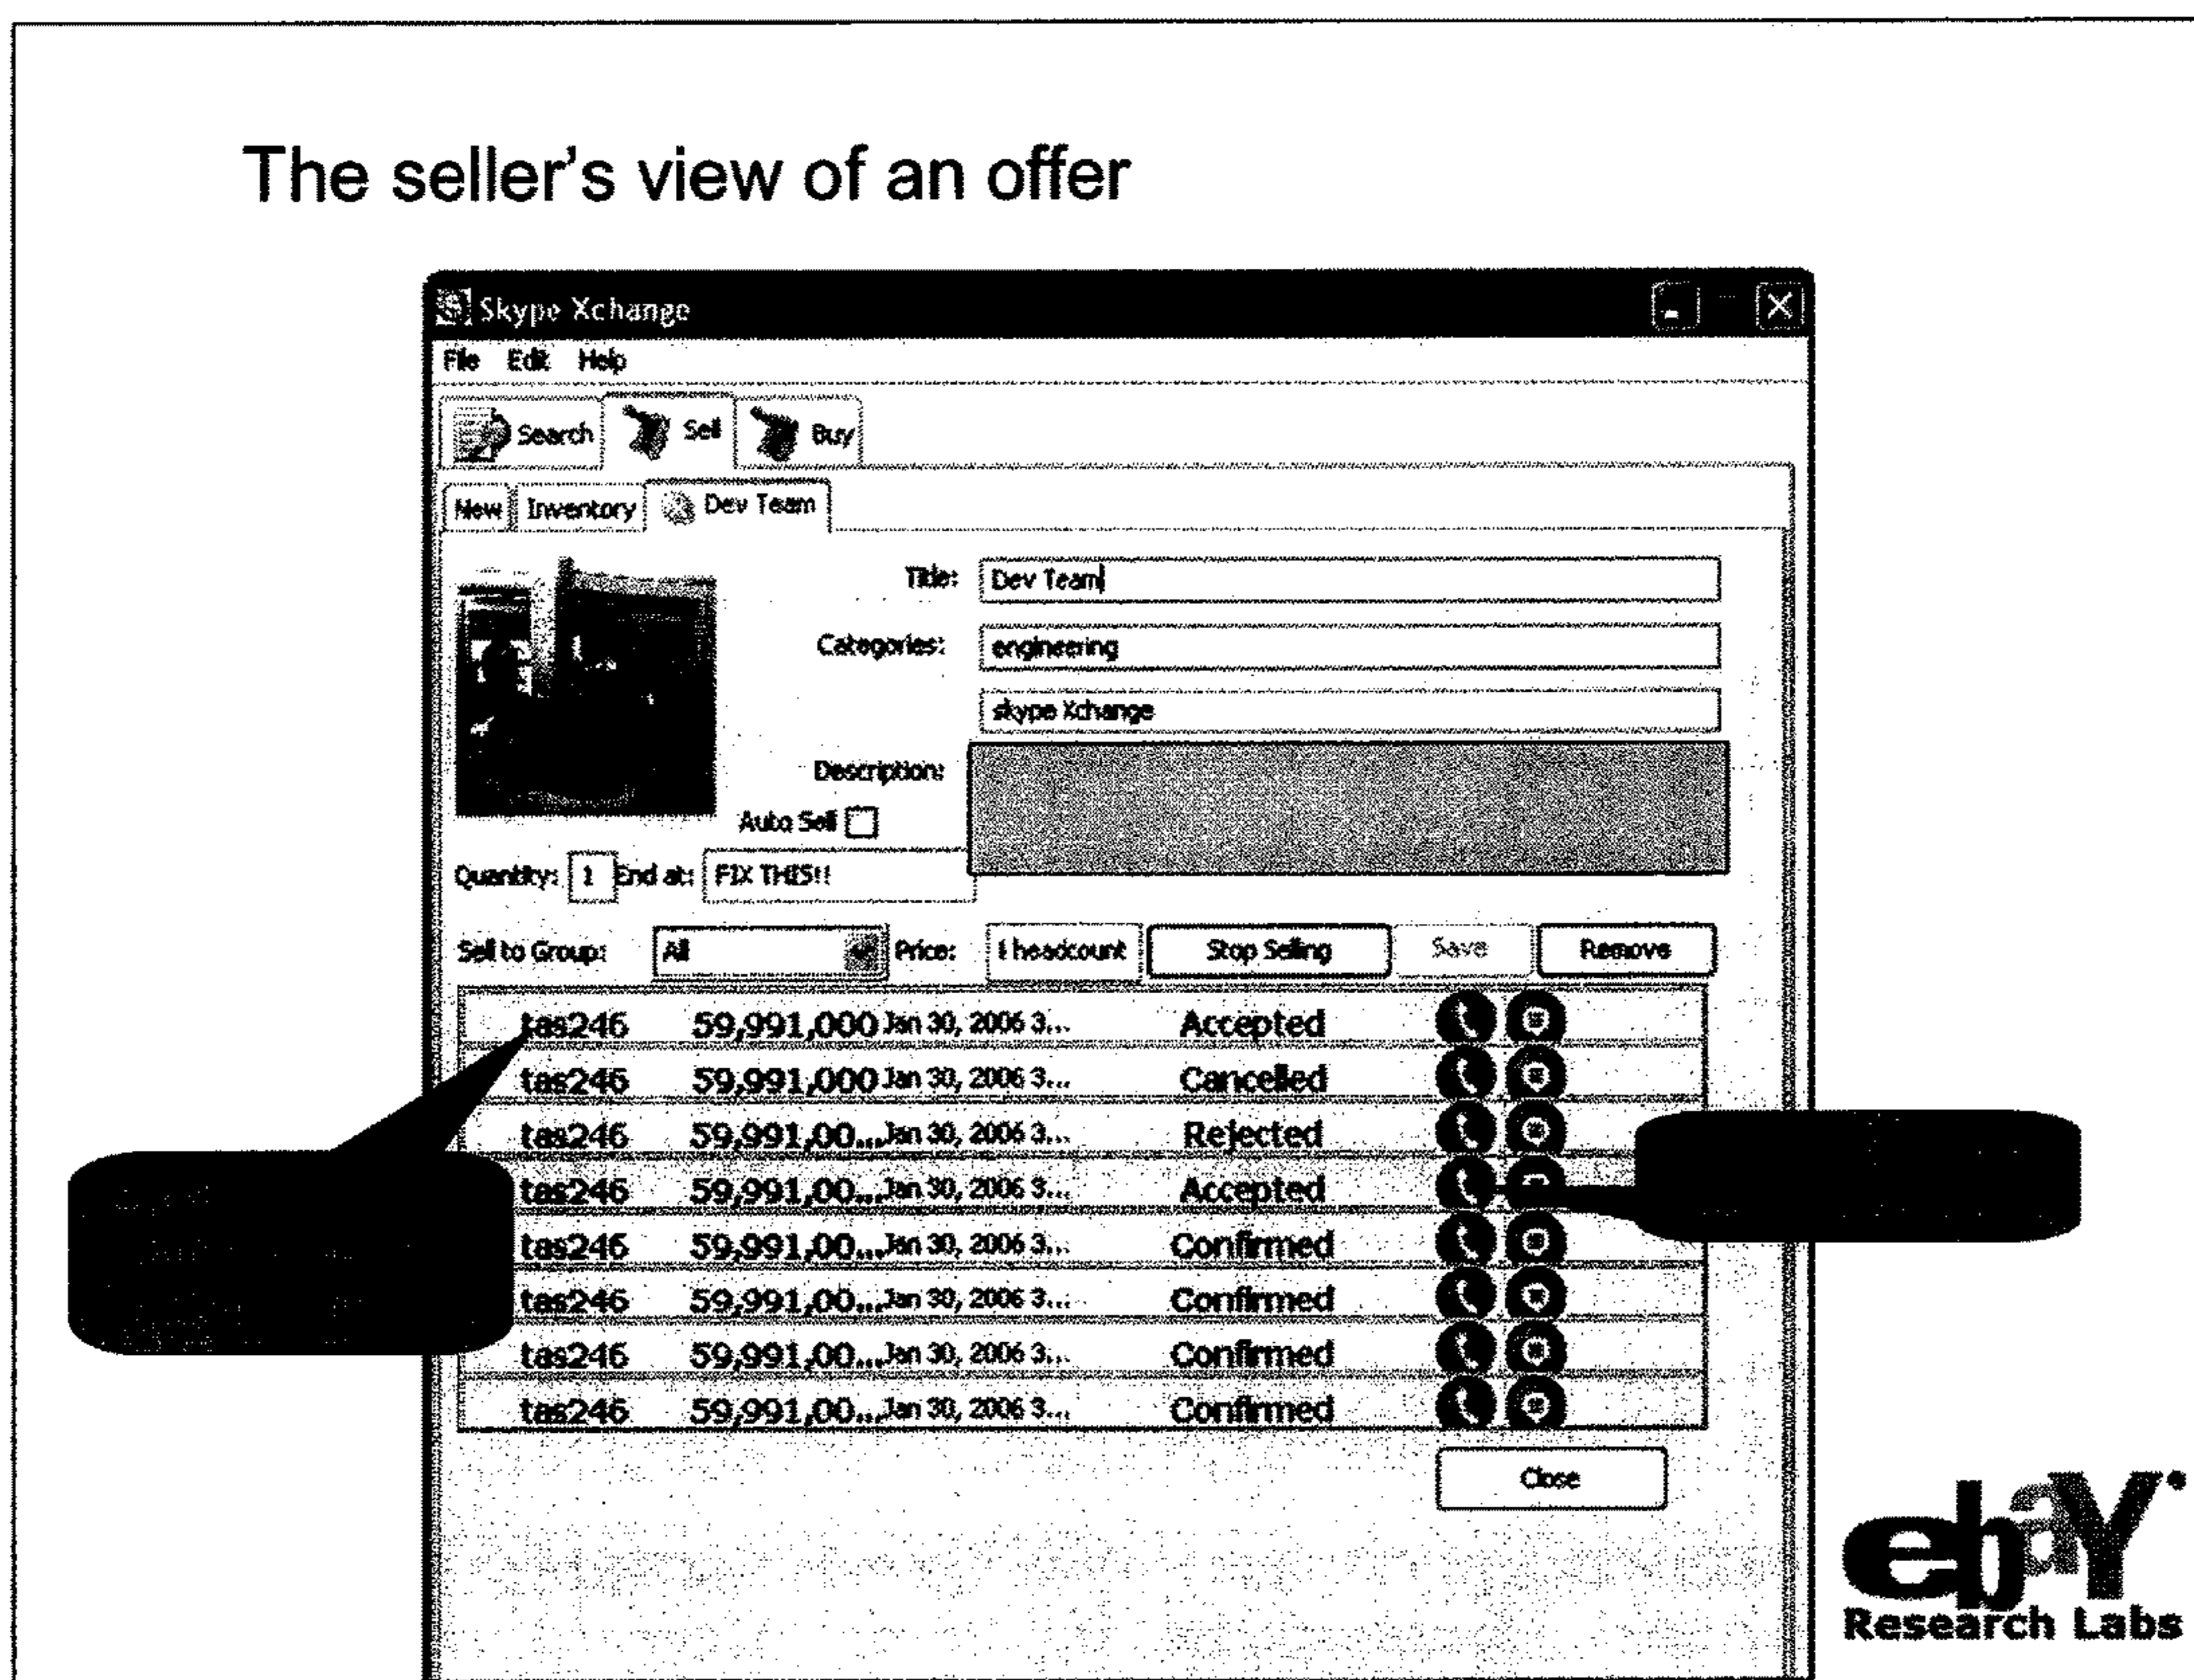 The seller's view of an offer
Skype Xchange
File Edit Help
Search Sell Buy
New Inventory Dev Team
Title: Dev Team
Categories: engineering
skype Xchange
Description:
Auto Sell
Quantity: 1 End at: FIX THIS!!
Sell to Group: All Price: 1 headcount Stop Selling Save Remove
tas246 59,991,000 Jan 30, 2006 3... Accepted
tas246 59,991,000 Jan 30, 2006 3... Cancelled
tas246 59,991,00... Jan 30, 2006 3... Rejected
tas246 59,991,00... Jan 30, 2006 3... Accepted
tas246 59,991,00... Jan 30, 2006 3... Confirmed
tas246 59,991,00... Jan 30, 2006 3... Confirmed
tas246 59,991,00... Jan 30, 2006 3... Confirmed
tas246 59,991,00... Jan 30, 2006 3... Confirmed
Close
ebaY
Research Labs